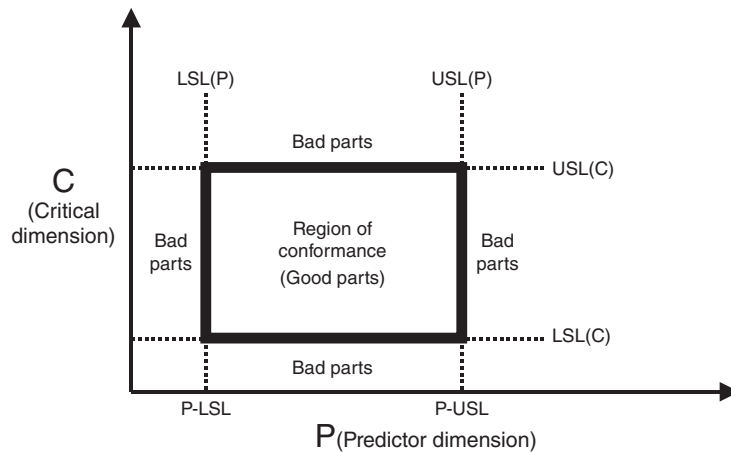 LSL(P)
USL(P)
Bad parts
USL(C)
C
(Critical
dimension)
Bad
parts
Region of
conformance
(Good parts)
Bad
parts
LSL(C)
Bad parts
P-LSL
P-USL
P(Predictor dimension)